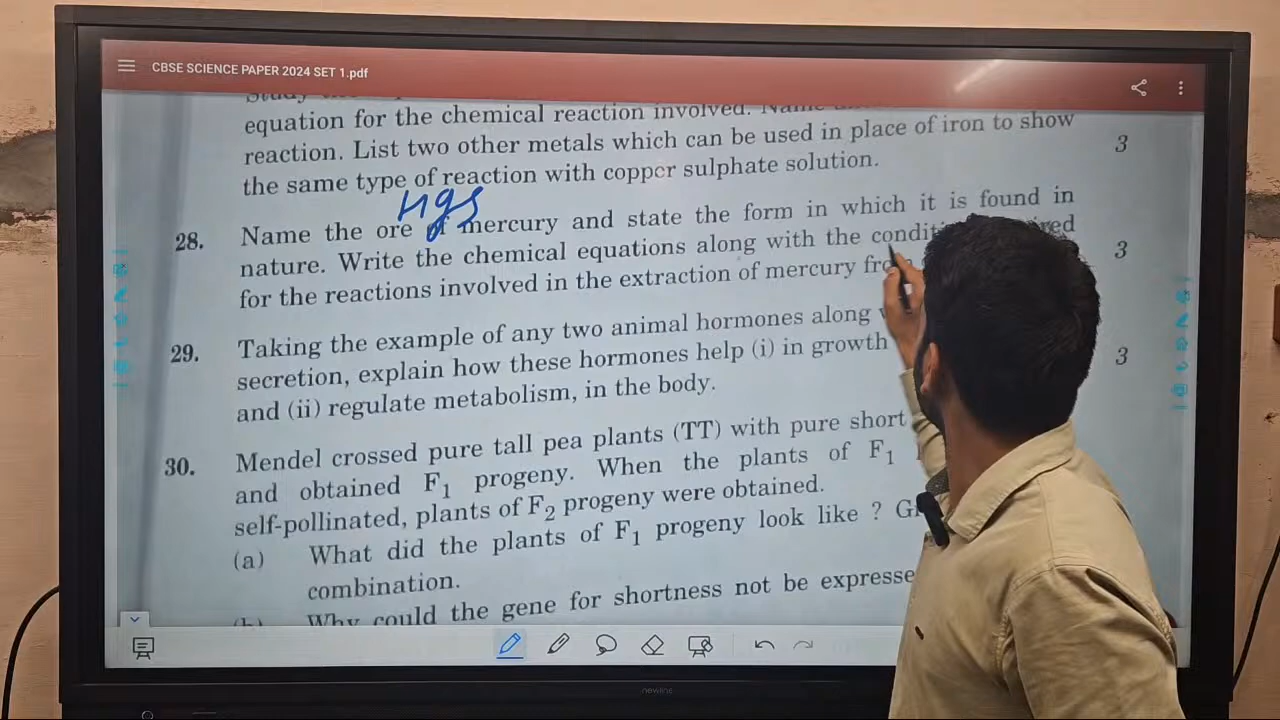 CBSE SCIENCE PAPER 2024 SET 1.pdf
equation for the chemical reaction involved.
reaction. List two other metals which can be used in place of iron to show
the same type of reaction with copper sulphate solution. 3
HgS
28. Name the ore of mercury and state the form in which it is found in
nature. Write the chemical equations along with the
for the reactions involved in the extraction of mercury 3
29. Taking the example of any two animal hormones along
secretion, explain how these hormones help (i) in growth
and (ii) regulate metabolism, in the body. 3
30. Mendel crossed pure tall pea plants (TT) with pure short
and obtained F1 progeny. When the plants of F1
self-pollinated, plants of F2 progeny were obtained.
(a) What did the plants of F1 progeny look like ?
combination.
(b) Why could the gene for shortness not be
newline